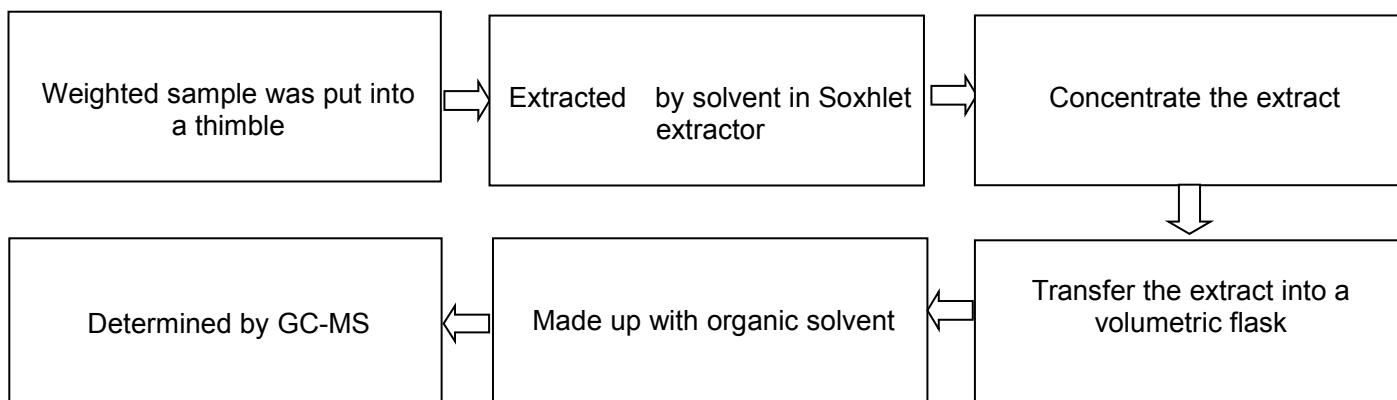 Weighted sample was put into
a thimble
Extracted by solvent in Soxhlet
extractor
Concentrate the extract
Transfer the extract into a
volumetric flask
Made up with organic solvent
Determined by GC-MS